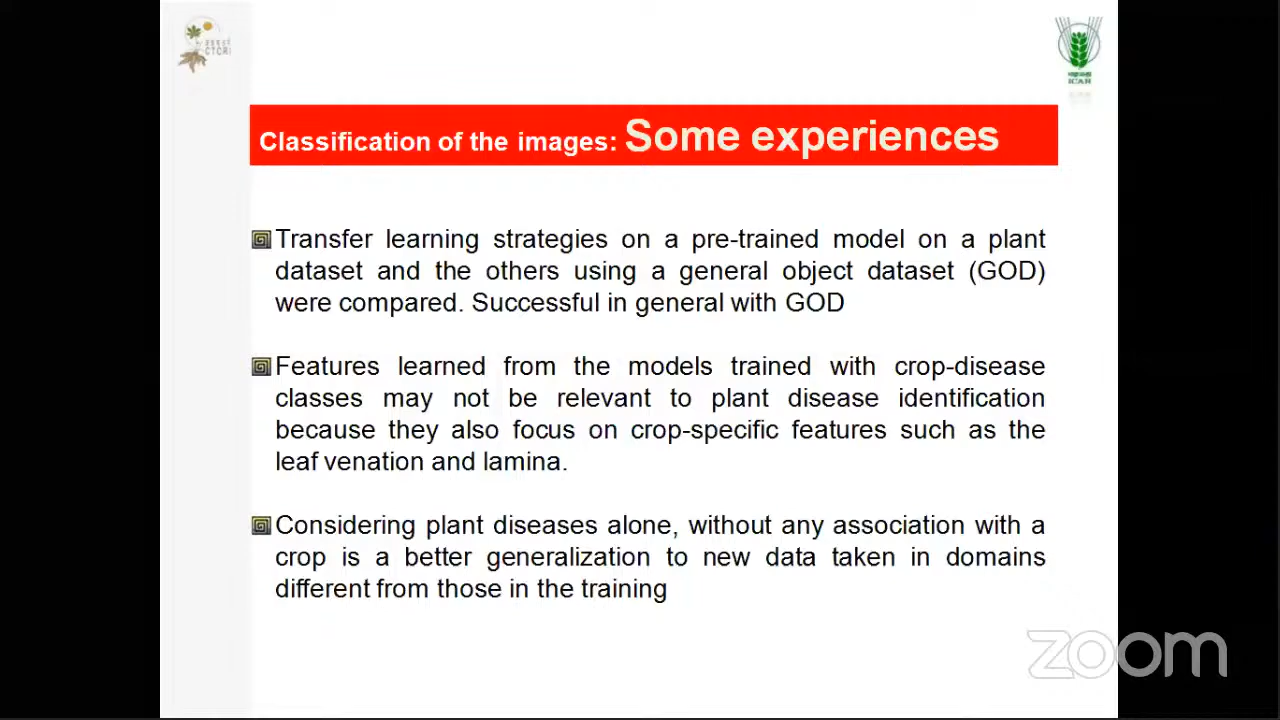 CTCRI
ICAR
Classification of the images: Some experiences
Transfer learning strategies on a pre-trained model on a plant
dataset and the others using a general object dataset (GOD)
were compared. Successful in general with GOD
Features learned from the models trained with crop-disease
classes may not be relevant to plant disease identification
because they also focus on crop-specific features such as the
leaf venation and lamina.
Considering plant diseases alone, without any association with a
crop is a better generalization to new data taken in domains
different from those in the training
zoom